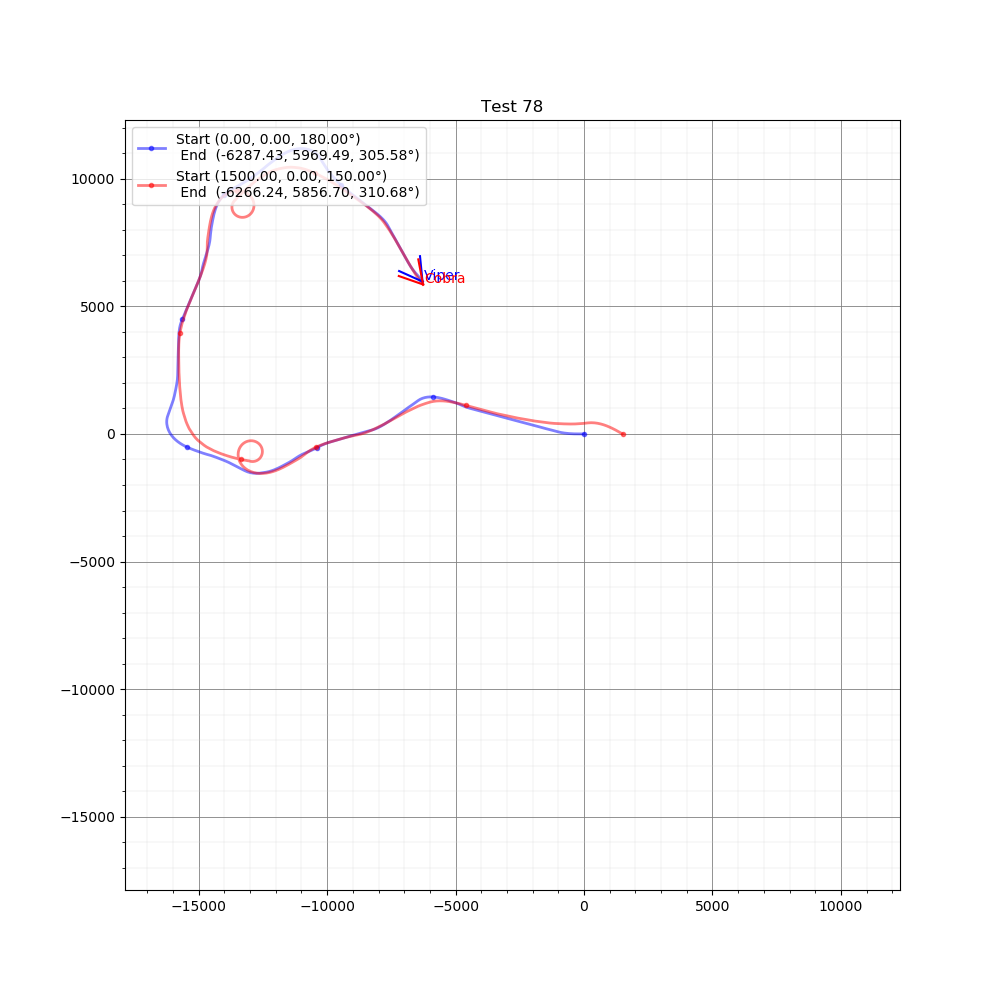 Test 78
Start (0.00, 0.00, 180.00°)
End (-6287.43, 5969.49, 305.58°)
Start (1500.00, 0.00, 150.00°)
End (-6266.24, 5856.70, 310.68°)
Viper
Cobra
10000
5000
0
−5000
−10000
−15000
−15000
−10000
−5000
0
5000
10000